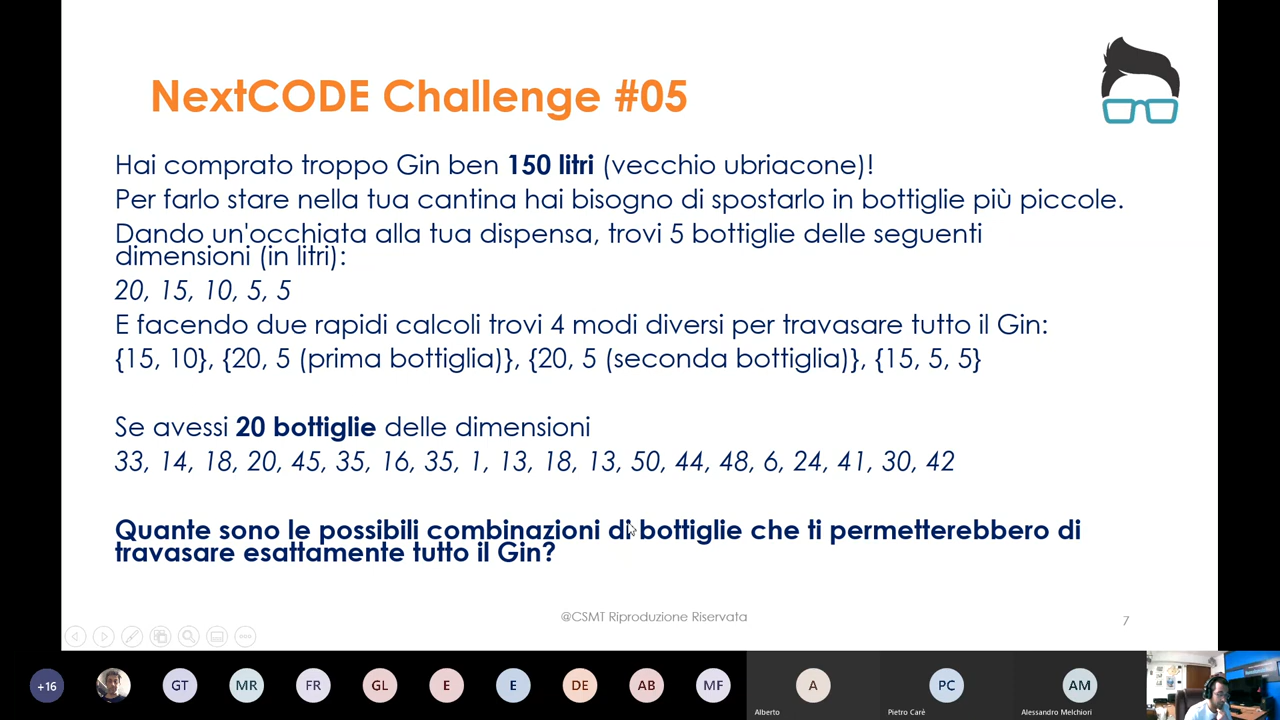 NextCODE Challenge #05
Hai comprato troppo Gin ben 150 litri (vecchio ubriacone)!
Per farlo stare nella tua cantina hai bisogno di spostarlo in bottiglie più piccole.
Dando un'occhiata alla tua dispensa, trovi 5 bottiglie delle seguenti
dimensioni (in litri):
20, 15, 10, 5, 5
E facendo due rapidi calcoli trovi 4 modi diversi per travasare tutto il Gin:
{15, 10}, {20, 5 (prima bottiglia)}, {20, 5 (seconda bottiglia)}, {15, 5, 5}
Se avessi 20 bottiglie delle dimensioni
33, 14, 18, 20, 45, 35, 16, 35, 1, 13, 18, 13, 50, 44, 48, 6, 24, 41, 30, 42
Quante sono le possibili combinazioni di bottiglie che ti permetterebbero di
travasare esattamente tutto il Gin?
@CSMT Riproduzione Riservata
7
+16 GT MR FR GL E E DE AB MF A PC AM
Alberto Pietro Carè Alessandro Melchiori